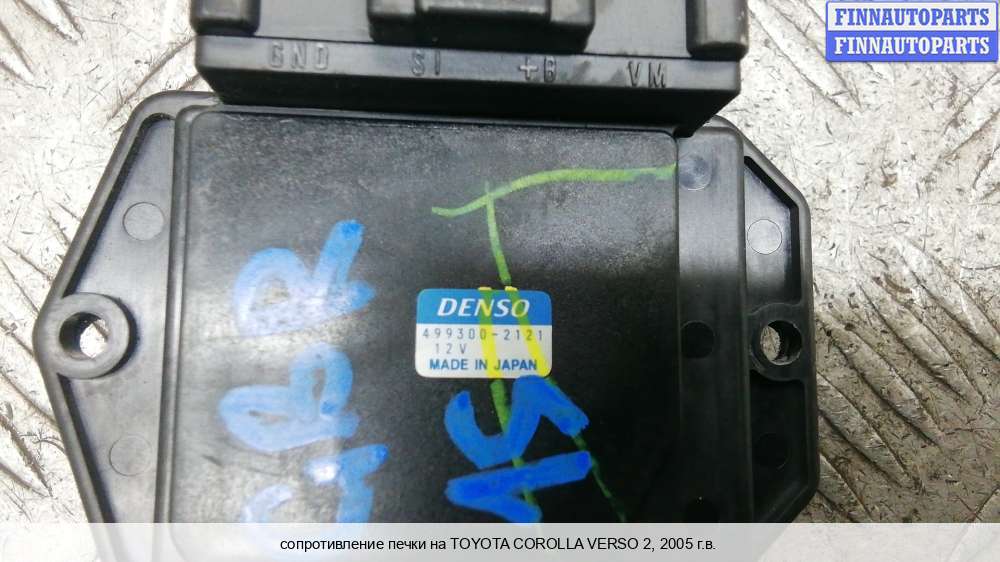 FINNAUTOPARTS
FINNAUTOPARTS
GND SI +B VM
DENSO
499300-2121
12V
MADE IN JAPAN
сопротивление печки на TOYOTA COROLLA VERSO 2, 2005 г.в.